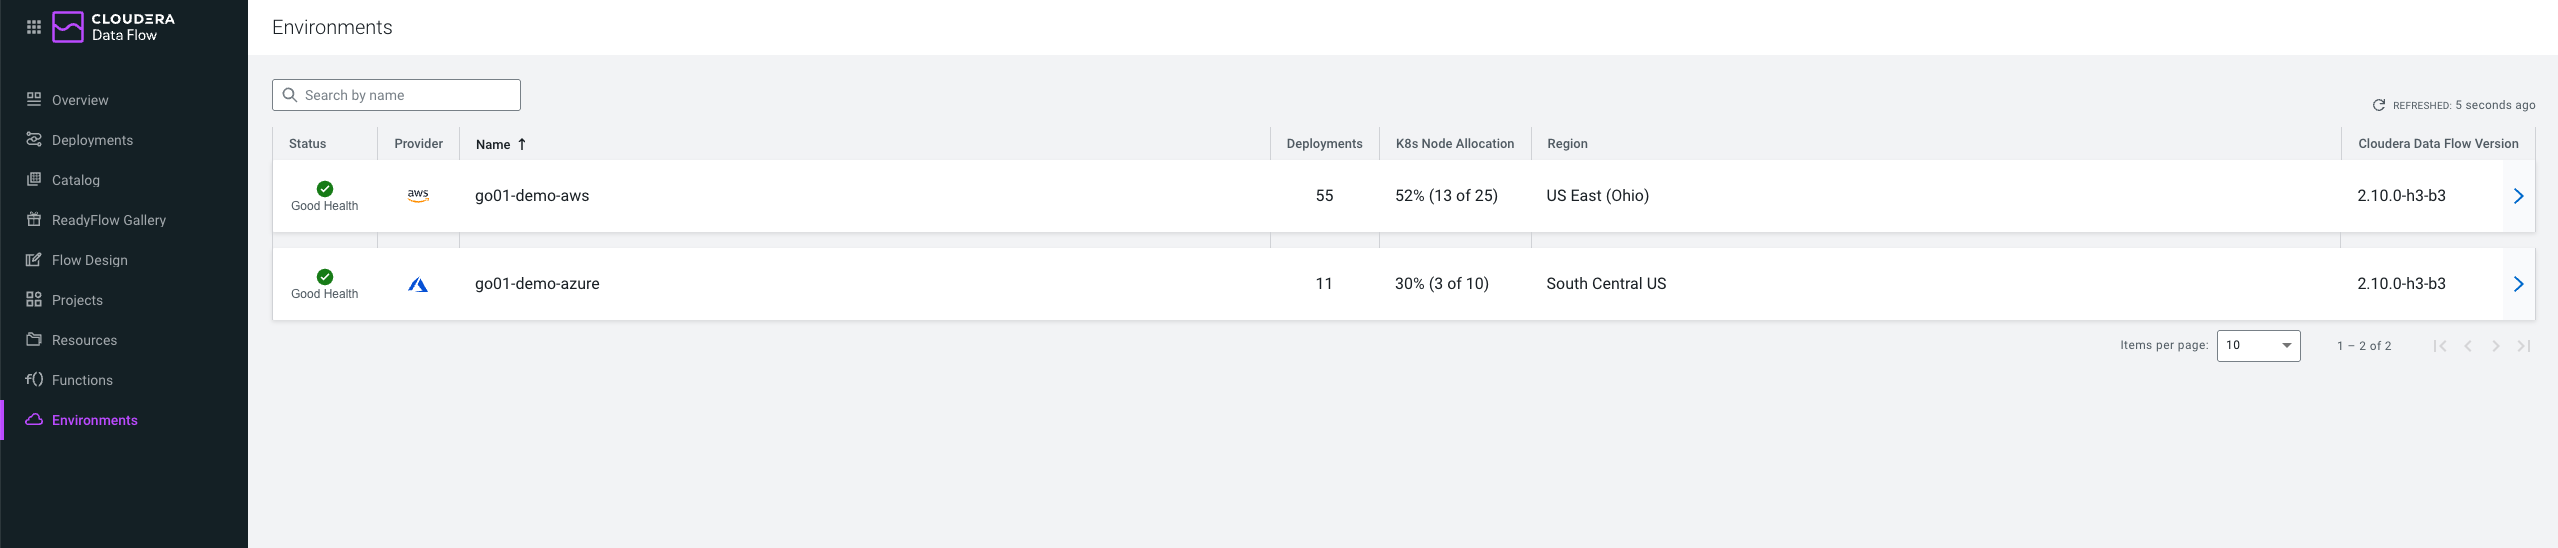 CLOUDERA
Data Flow
Overview
Deployments
Catalog
ReadyFlow Gallery
Flow Design
Projects
Resources
f() Functions
Environments
Environments
Search by name
REFRESHED: 5 seconds ago
Status Provider Name ↑ Deployments K8s Node Allocation Region Cloudera Data Flow Version
Good Health aws go01-demo-aws 55 52% (13 of 25) US East (Ohio) 2.10.0-h3-b3
Good Health go01-demo-azure 11 30% (3 of 10) South Central US 2.10.0-h3-b3
Items per page: 10 1 – 2 of 2